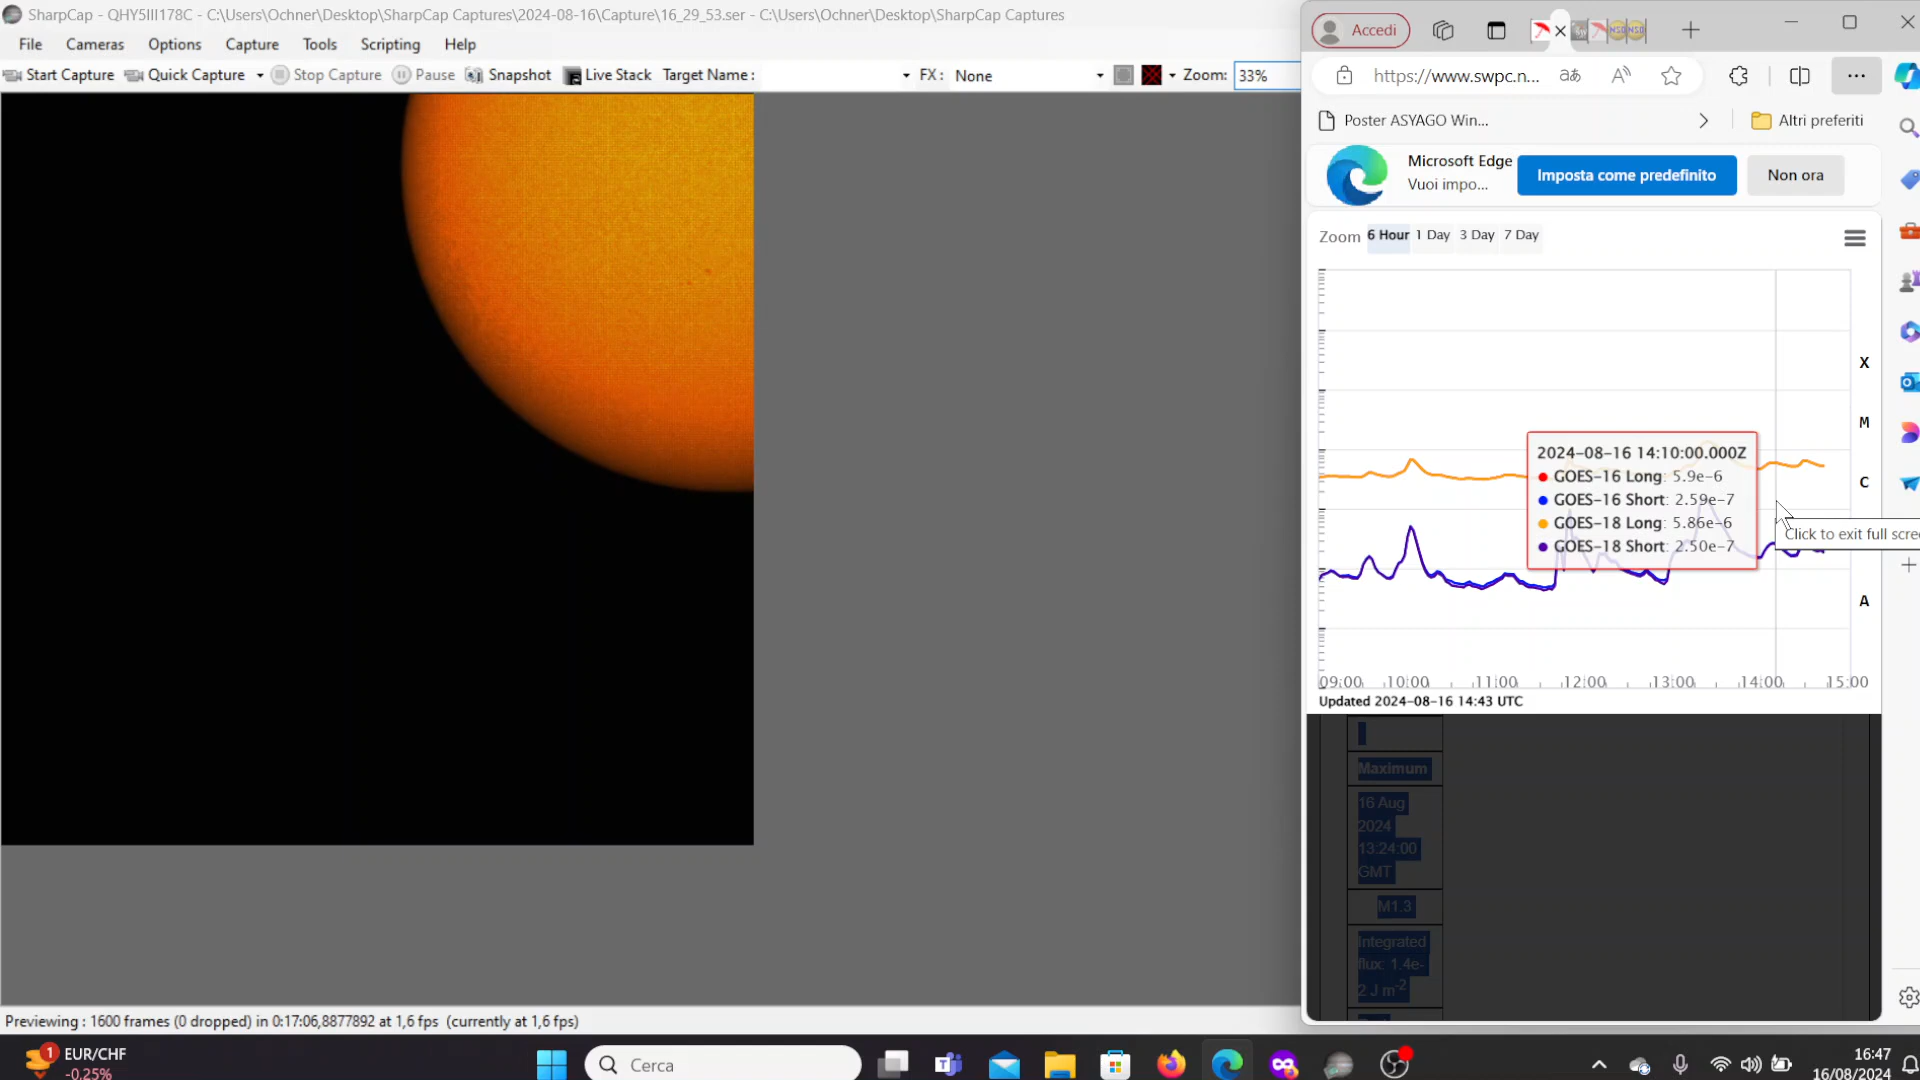 SharpCap - QHY5III178C - C:\Users\Ochner\Desktop\SharpCap Captures\2024-08-16\Capture\16_29_53.ser - C:\Users\Ochner\Desktop\SharpCap Captures
File Cameras Options Capture Tools Scripting Help
Start Capture Quick Capture Stop Capture Pause Snapshot Live Stack Target Name : FX : None Zoom: 33%
Accedi
https://www.swpc.n...
Poster ASYAGO Win... Altri preferiti
Microsoft Edge
Vuoi impo...
Imposta come predefinito
Non ora
Zoom 6 Hour 1 Day 3 Day 7 Day
X
M
C
A
2024-08-16 14:10:00.000Z
GOES-16 Long: 5.9e-6
GOES-16 Short: 2.59e-7
GOES-18 Long: 5.86e-6
GOES-18 Short: 2.50e-7
Click to exit full scre
09:00 10:00 11:00 12:00 13:00 14:00 15:00
Updated 2024-08-16 14:43 UTC
Maximum
16 Aug
2024
13:24:00
GMT
M1.3
Integrated
flux: 1.4e-
2 J m-2
Previewing : 1600 frames (0 dropped) in 0:17:06,8877892 at 1,6 fps (currently at 1,6 fps)
1
EUR/CHF
-0.25%
Cerca
16:47
16/08/2024